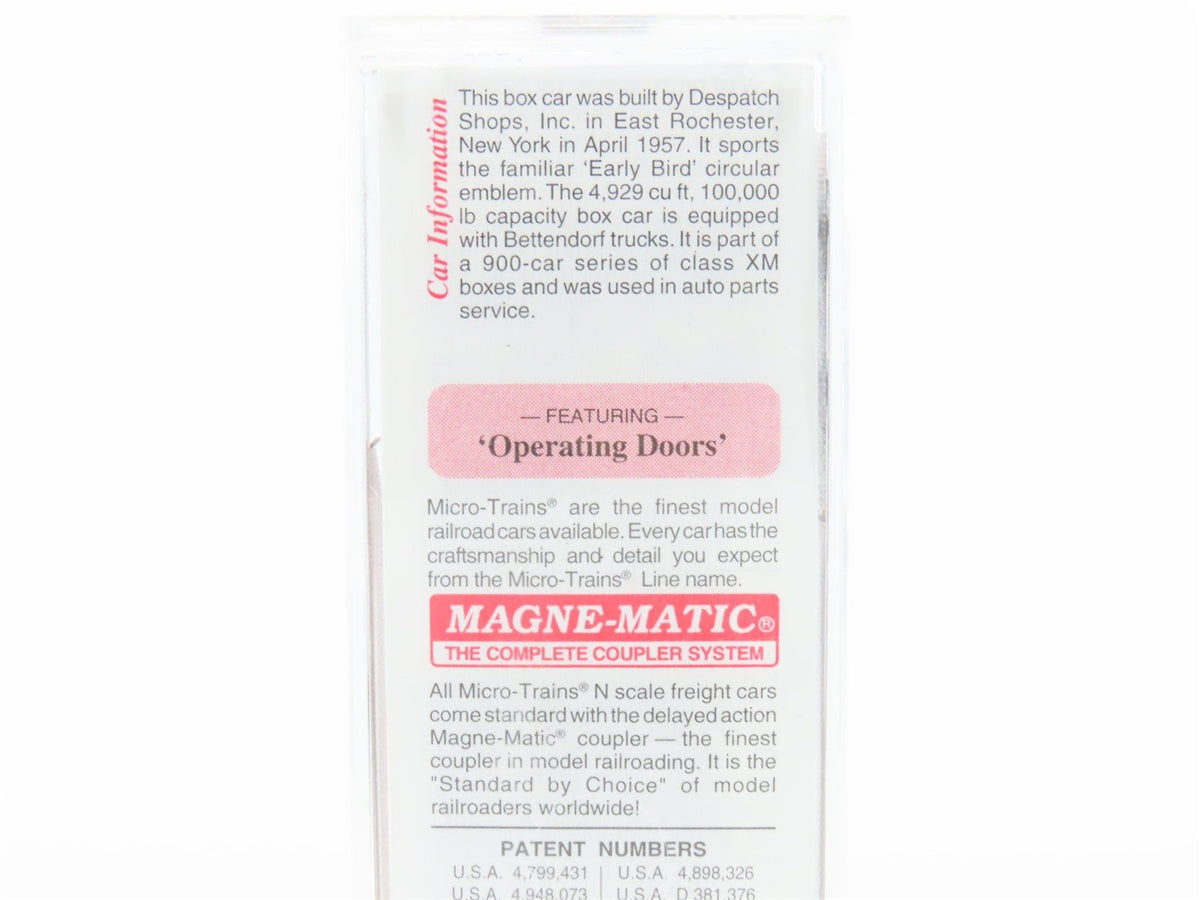 Car Information
This box car was built by Despatch
Shops, Inc. in East Rochester,
New York in April 1957. It sports
the familiar ‘Early Bird’ circular
emblem. The 4,929 cu ft, 100,000
lb capacity box car is equipped
with Bettendorf trucks. It is part of
a 900-car series of class XM
boxes and was used in auto parts
service.
— FEATURING —
‘Operating Doors’
Micro-Trains® are the finest model
railroad cars available. Every car has the
craftsmanship and detail you expect
from the Micro-Trains® Line name.
MAGNE-MATIC®
THE COMPLETE COUPLER SYSTEM
All Micro-Trains® N scale freight cars
come standard with the delayed action
Magne-Matic® coupler — the finest
coupler in model railroading. It is the
"Standard by Choice" of model
railroaders worldwide!
PATENT NUMBERS
U.S.A. 4,799,431 | U.S.A. 4,898,326
U.S.A. 4,948,073 | U.S.A. D 381,376